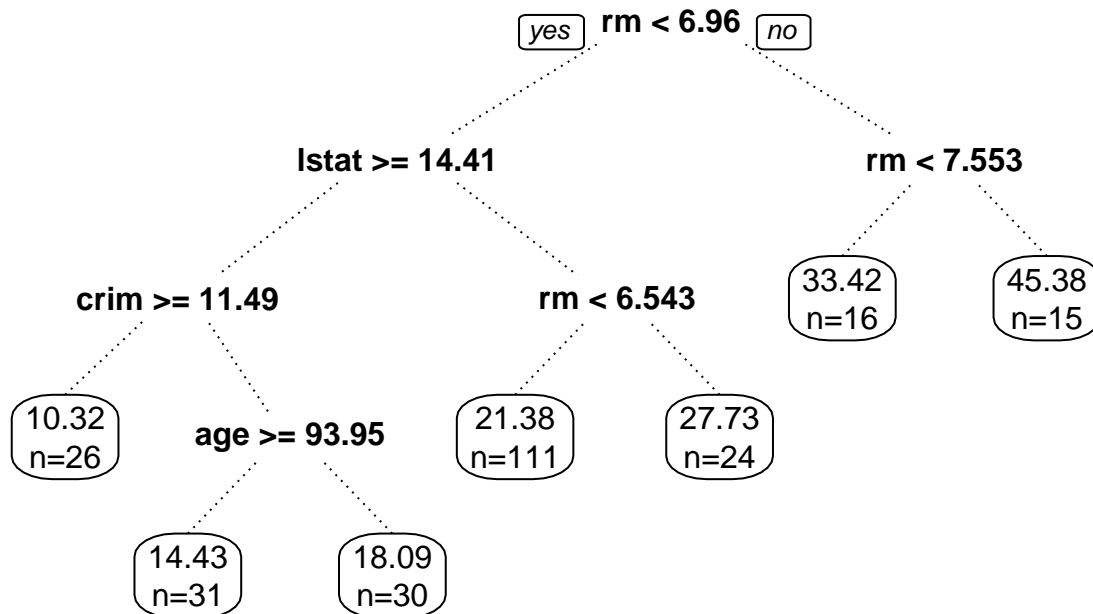 yes rm < 6.96 no
lstat >= 14.41
rm < 7.553
crim >= 11.49
rm < 6.543
33.42
n=16
45.38
n=15
10.32
n=26
age >= 93.95
21.38
n=111
27.73
n=24
14.43
n=31
18.09
n=30